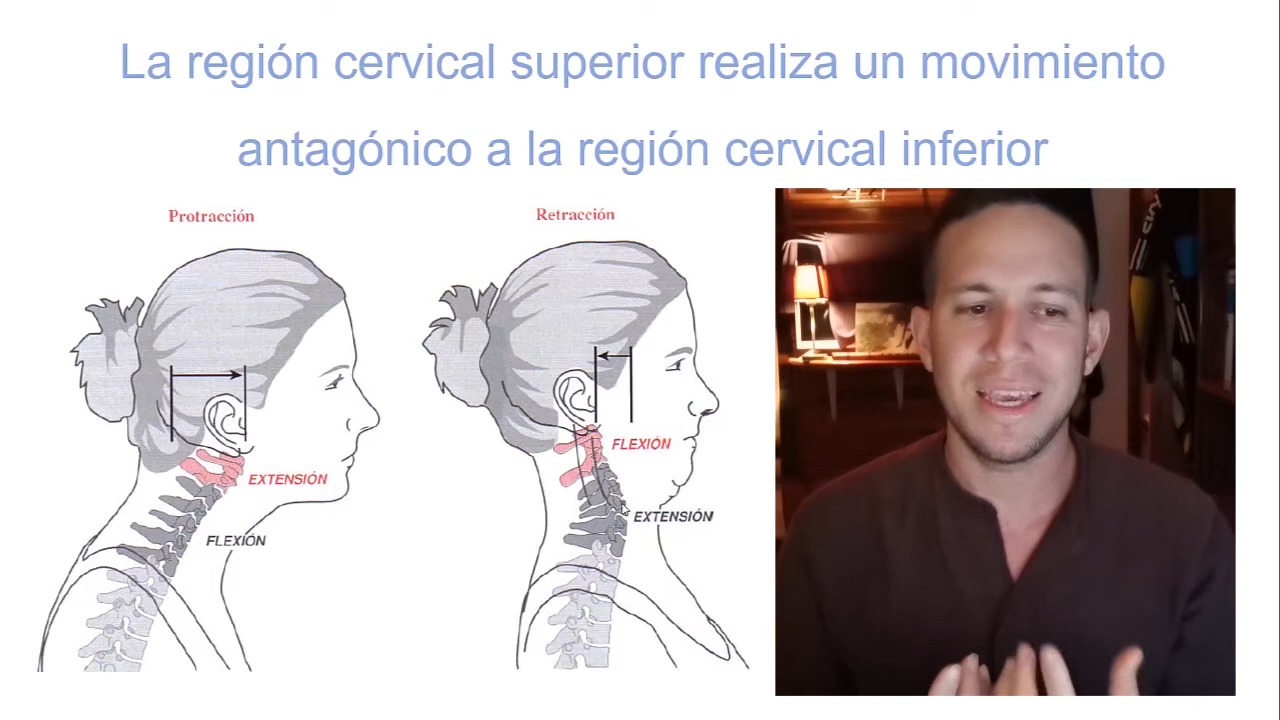 La región cervical superior realiza un movimiento
antagónico a la región cervical inferior
Protracción
Retracción
EXTENSIÓN
FLEXIÓN
FLEXIÓN
EXTENSIÓN